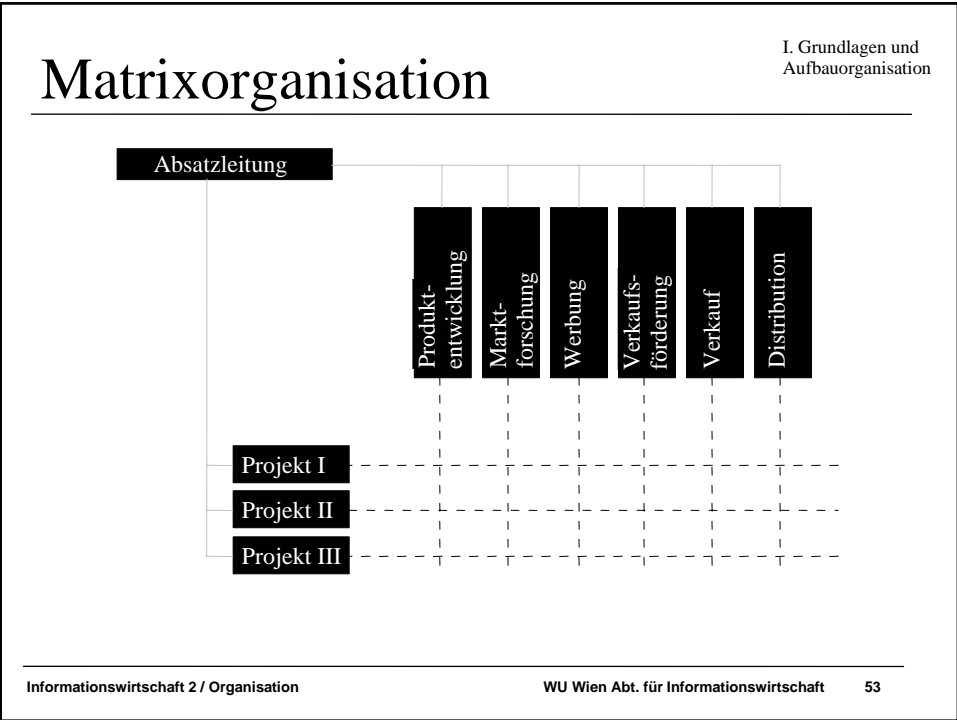 Matrixorganisation
I. Grundlagen und
Aufbauorganisation
Absatzleitung
Produkt-
entwicklung
Markt-
forschung
Werbung
Verkaufs-
förderung
Verkauf
Distribution
Projekt I
Projekt II
Projekt III
Informationswirtschaft 2 / Organisation
WU Wien Abt. für Informationswirtschaft 53